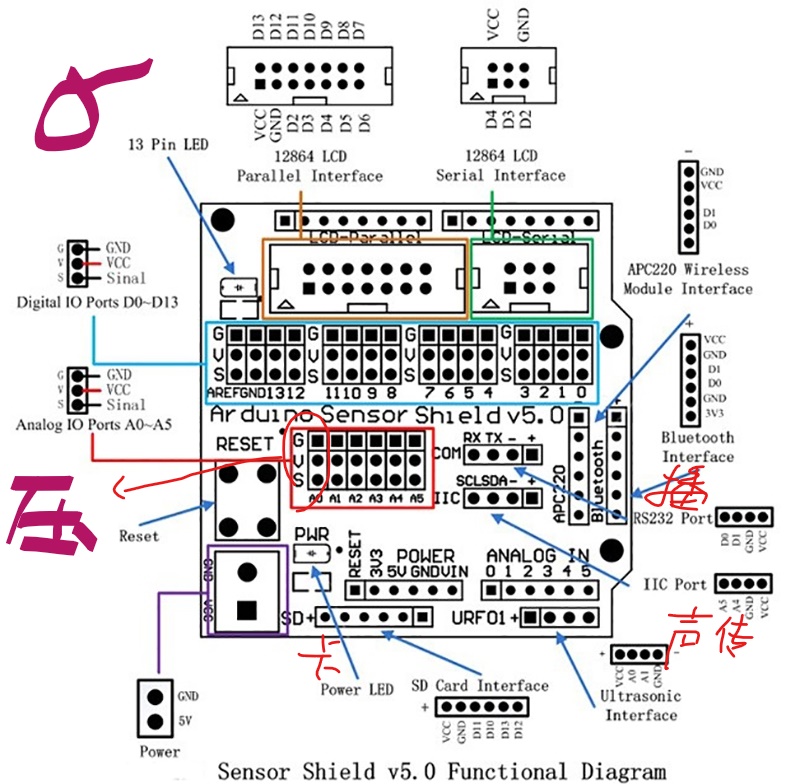 D13 D12 D11 D10 D9 D8 D7
VCC GND D2 D3 D4 D5 D6
VCC GND
D4 D3 D2
13 Pin LED
12864 LCD
Parallel Interface
12864 LCD
Serial Interface
GND
VCC
D1
D0
APC220 Wireless
Module Interface
LCD-Parallel
LCD-Serial
G GND
V VCC
S Sinal
Digital IO Ports D0~D13
G V S
G V S
G V S
G V S
AREF GND 13 12
11 10 9 8
7 6 5 4
3 2 1 0
G GND
V VCC
S Sinal
Analog IO Ports A0~A5
Arduino Sensor Shield v5.0
+
VCC
GND
D1
D0
GND
3V3
Bluetooth
Interface
RESET
G
V
S
A0 A1 A2 A3 A4 A5
COM
RX TX - +
IIC
SCL SDA - +
APC220
Bluetooth
- +
Reset
RS232 Port
D0 D1 GND VCC
IIC Port
A5 A4 GND VCC
PWR
RESET 3V3
POWER
5V GND VIN
ANALOG IN
0 1 2 3 4 5
GND VCC
SD+
URF01+
卡
声传
GND
5V
Power
Power LED
SD Card Interface
+
VCC GND D11 D10 D13 D12
Ultrasonic
Interface
+ -
VCC A0 A1 GND
Sensor Shield v5.0 Functional Diagram